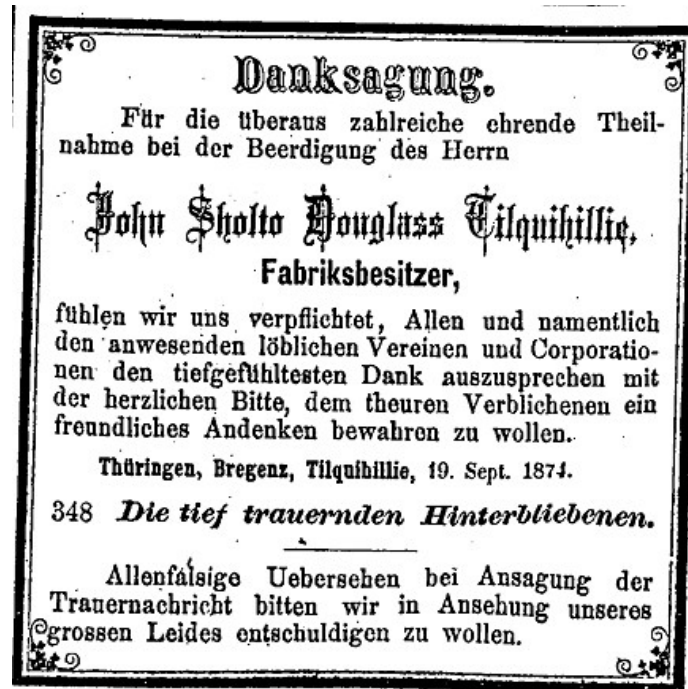 Danksagung.
Für die überaus zahlreiche ehrende Theil-
nahme bei der Beerdigung des Herrn
John Sholto Douglass Tilquihillie,
Fabriksbesitzer,
fühlen wir uns verpflichtet, Allen und namentlich
den anwesenden löblichen Vereinen und Corporatio-
nen den tiefgefühltesten Dank auszusprechen mit
der herzlichen Bitte, dem theuren Verblichenen ein
freundliches Andenken bewahren zu wollen.
Thüringen, Bregenz, Tilquihillie, 19. Sept. 1874.
348 Die tief trauernden Hinterbliebenen.
Allenfalsige Uebersehen bei Ansagung der
Trauernachricht bitten wir in Ansehung unseres
grossen Leides entschuldigen zu wollen.